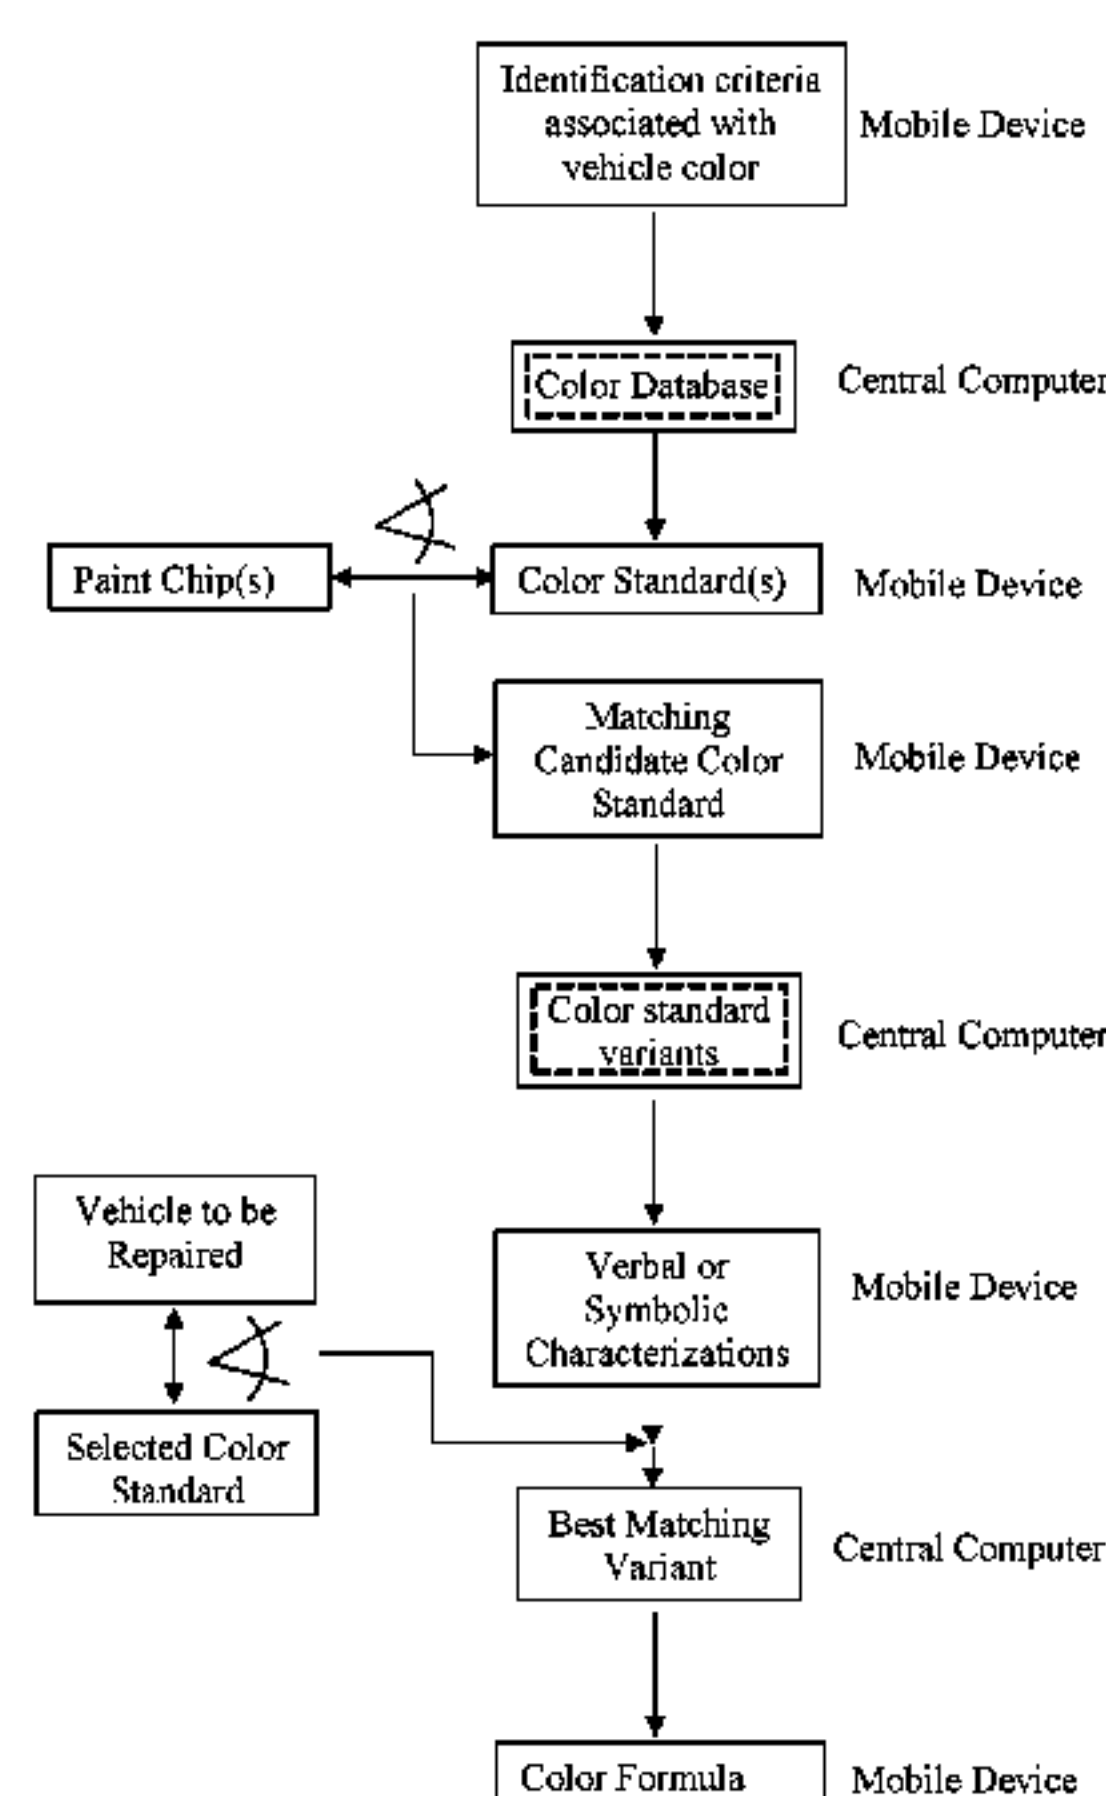 Identification criteria
associated with
vehicle color
Mobile Device
Color Database
Central Computer
Paint Chip(s)
Color Standard(s)
Mobile Device
Matching
Candidate Color
Standard
Mobile Device
Color standard
variants
Central Computer
Vehicle to be
Repaired
Verbal or
Symbolic
Characterizations
Mobile Device
Selected Color
Standard
Best Matching
Variant
Central Computer
Color Formula
Mobile Device